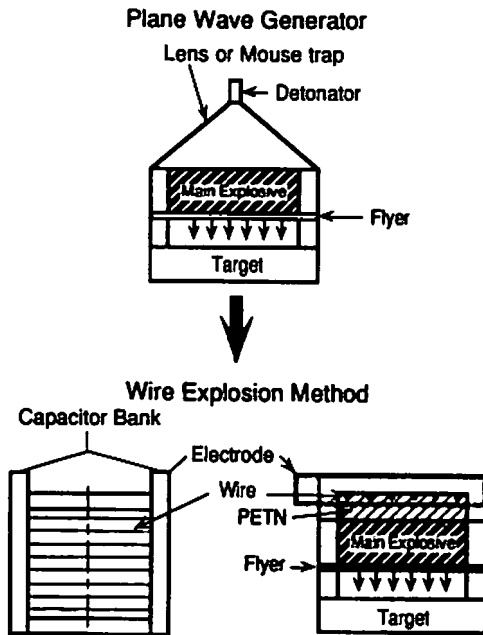 Plane Wave Generator
Lens or Mouse trap
Detonator
Main Explosive
Flyer
Target
Wire Explosion Method
Capacitor Bank
Electrode
Wire
PETN
Main Explosive
Flyer
Target